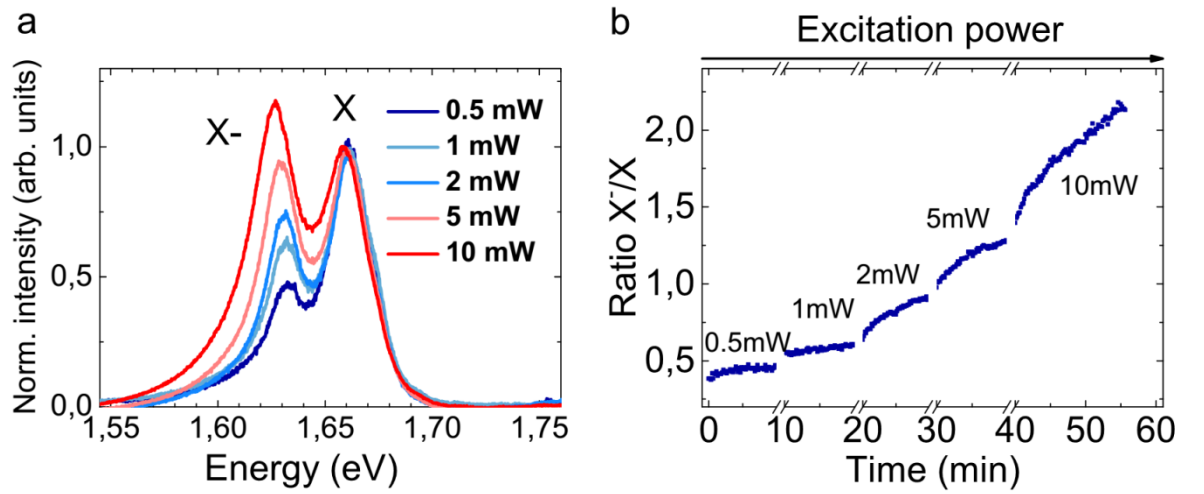 a
X-
X
0.5 mW
1 mW
2 mW
5 mW
10 mW
Norm. intensity (arb. units)
1,0
0,5
0,0
1,55
1,60
1,65
1,70
1,75
Energy (eV)
b
Excitation power
Ratio X⁻/X
2,0
1,5
1,0
0,5
0.5mW
1mW
2mW
5mW
10mW
0
10
20
30
40
50
60
Time (min)